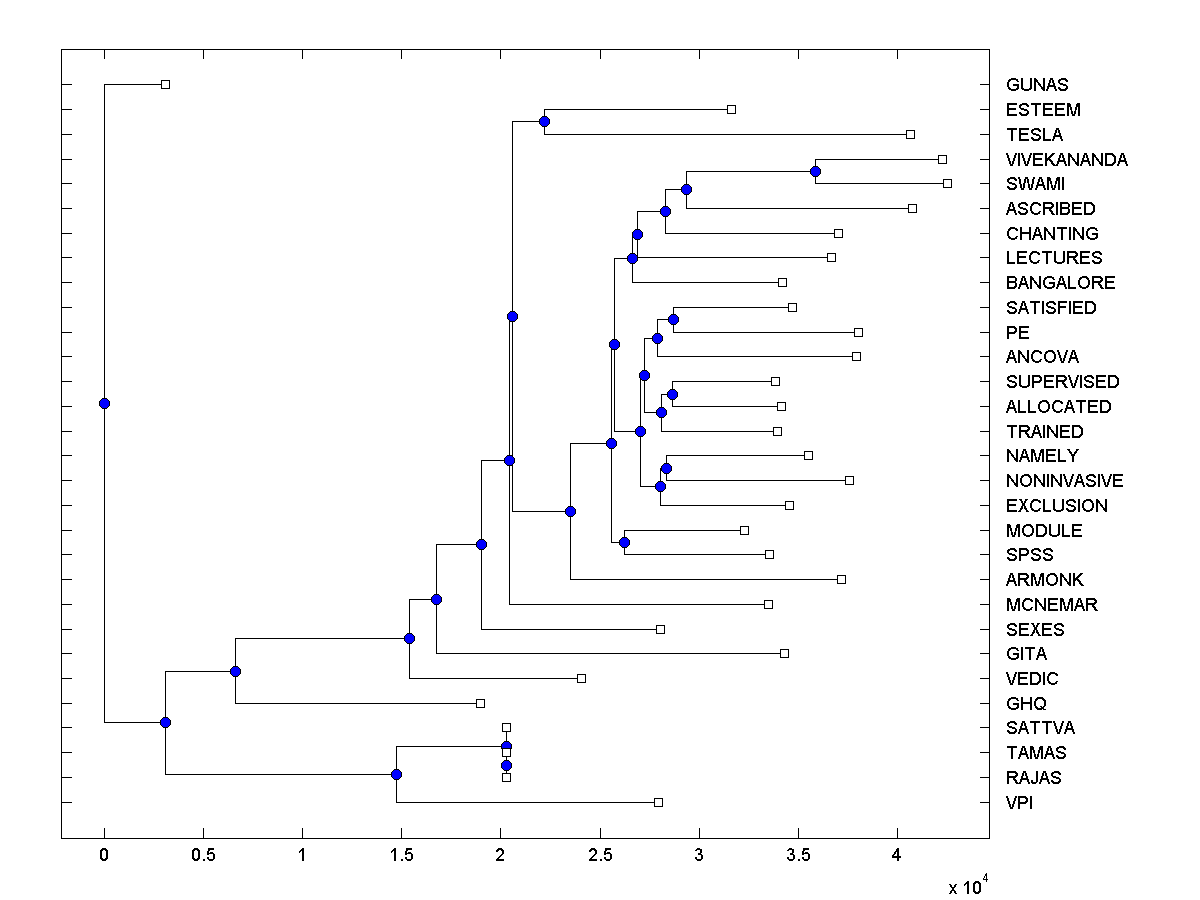 GUNAS
ESTEEM
TESLA
VIVEKANANDA
SWAMI
ASCRIBED
CHANTING
LECTURES
BANGALORE
SATISFIED
PE
ANCOVA
SUPERVISED
ALLOCATED
TRAINED
NAMELY
NONINVASIVE
EXCLUSION
MODULE
SPSS
ARMONK
MCNEMAR
SEXES
GITA
VEDIC
GHQ
SATTVA
TAMAS
RAJAS
VPI
0 0.5 1 1.5 2 2.5 3 3.5 4
x 10^4